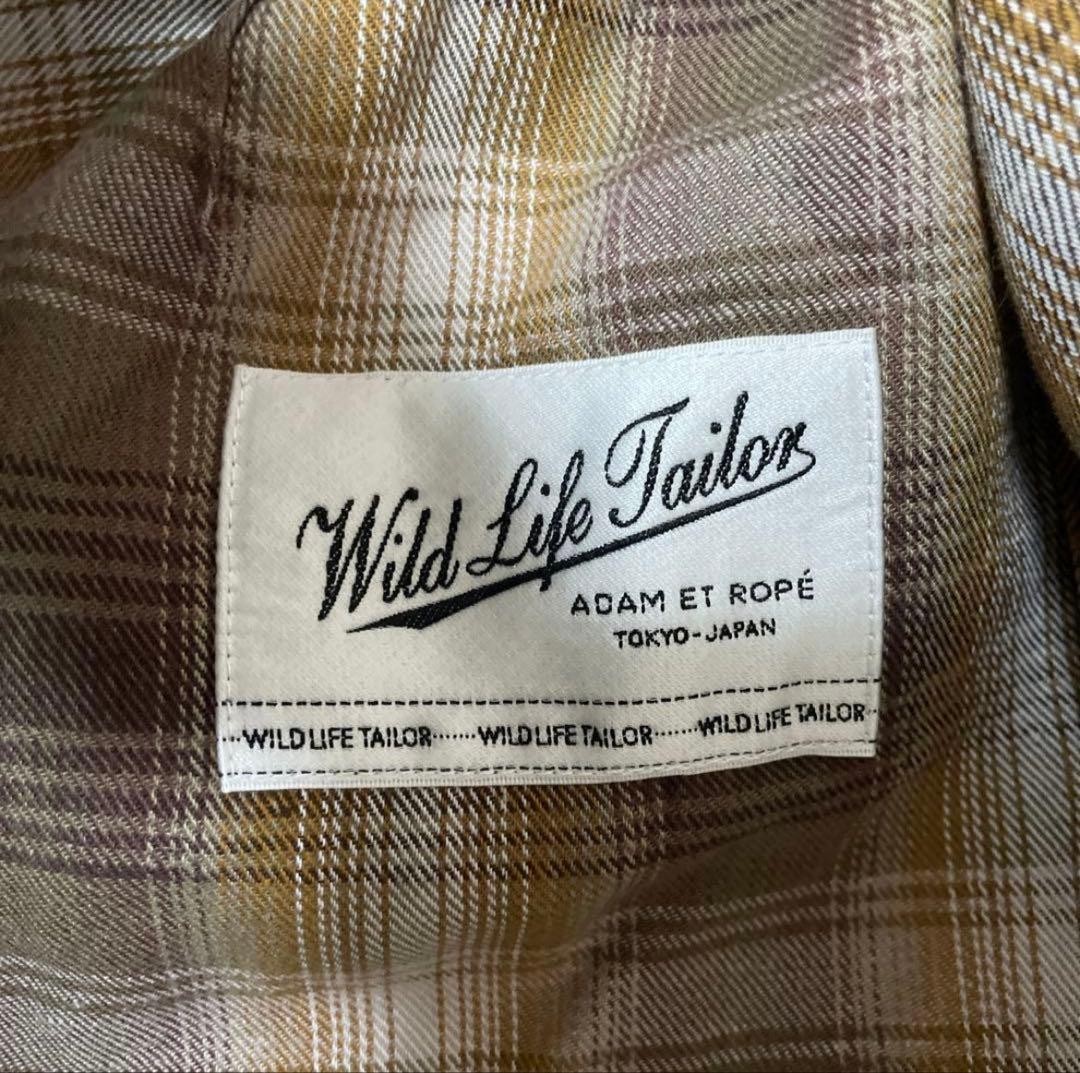 Wild Life Tailor
ADAM ET ROPÉ
TOKYO-JAPAN
····WILD LIFE TAILOR·······WILD LIFE TAILOR·······WILD LIFE TAILOR··